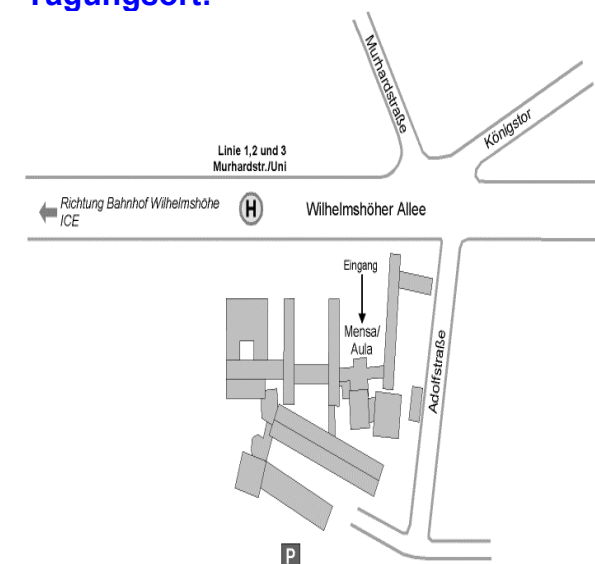 Tagungsort:
Murhardstraße
Königstor
Linie 1,2 und 3
Murhardstr./Uni
Richtung Bahnhof Wilhelmshöhe
ICE
H
Wilhelmshöher Allee
Eingang
Mensa/
Aula
Adolfstraße
P